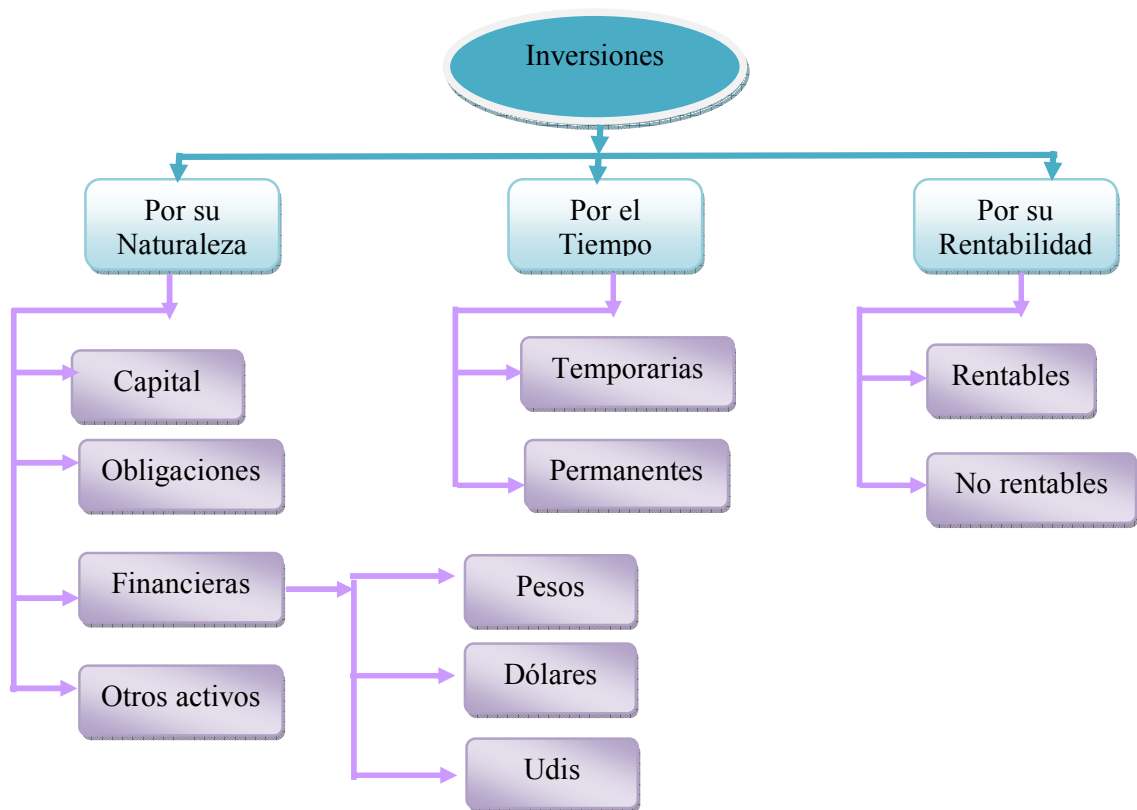 Inversiones
Por su
Naturaleza
Por el
Tiempo
Por su
Rentabilidad
Capital
Obligaciones
Financieras
Otros activos
Pesos
Dólares
Udis
Temporarias
Permanentes
Rentables
No rentables